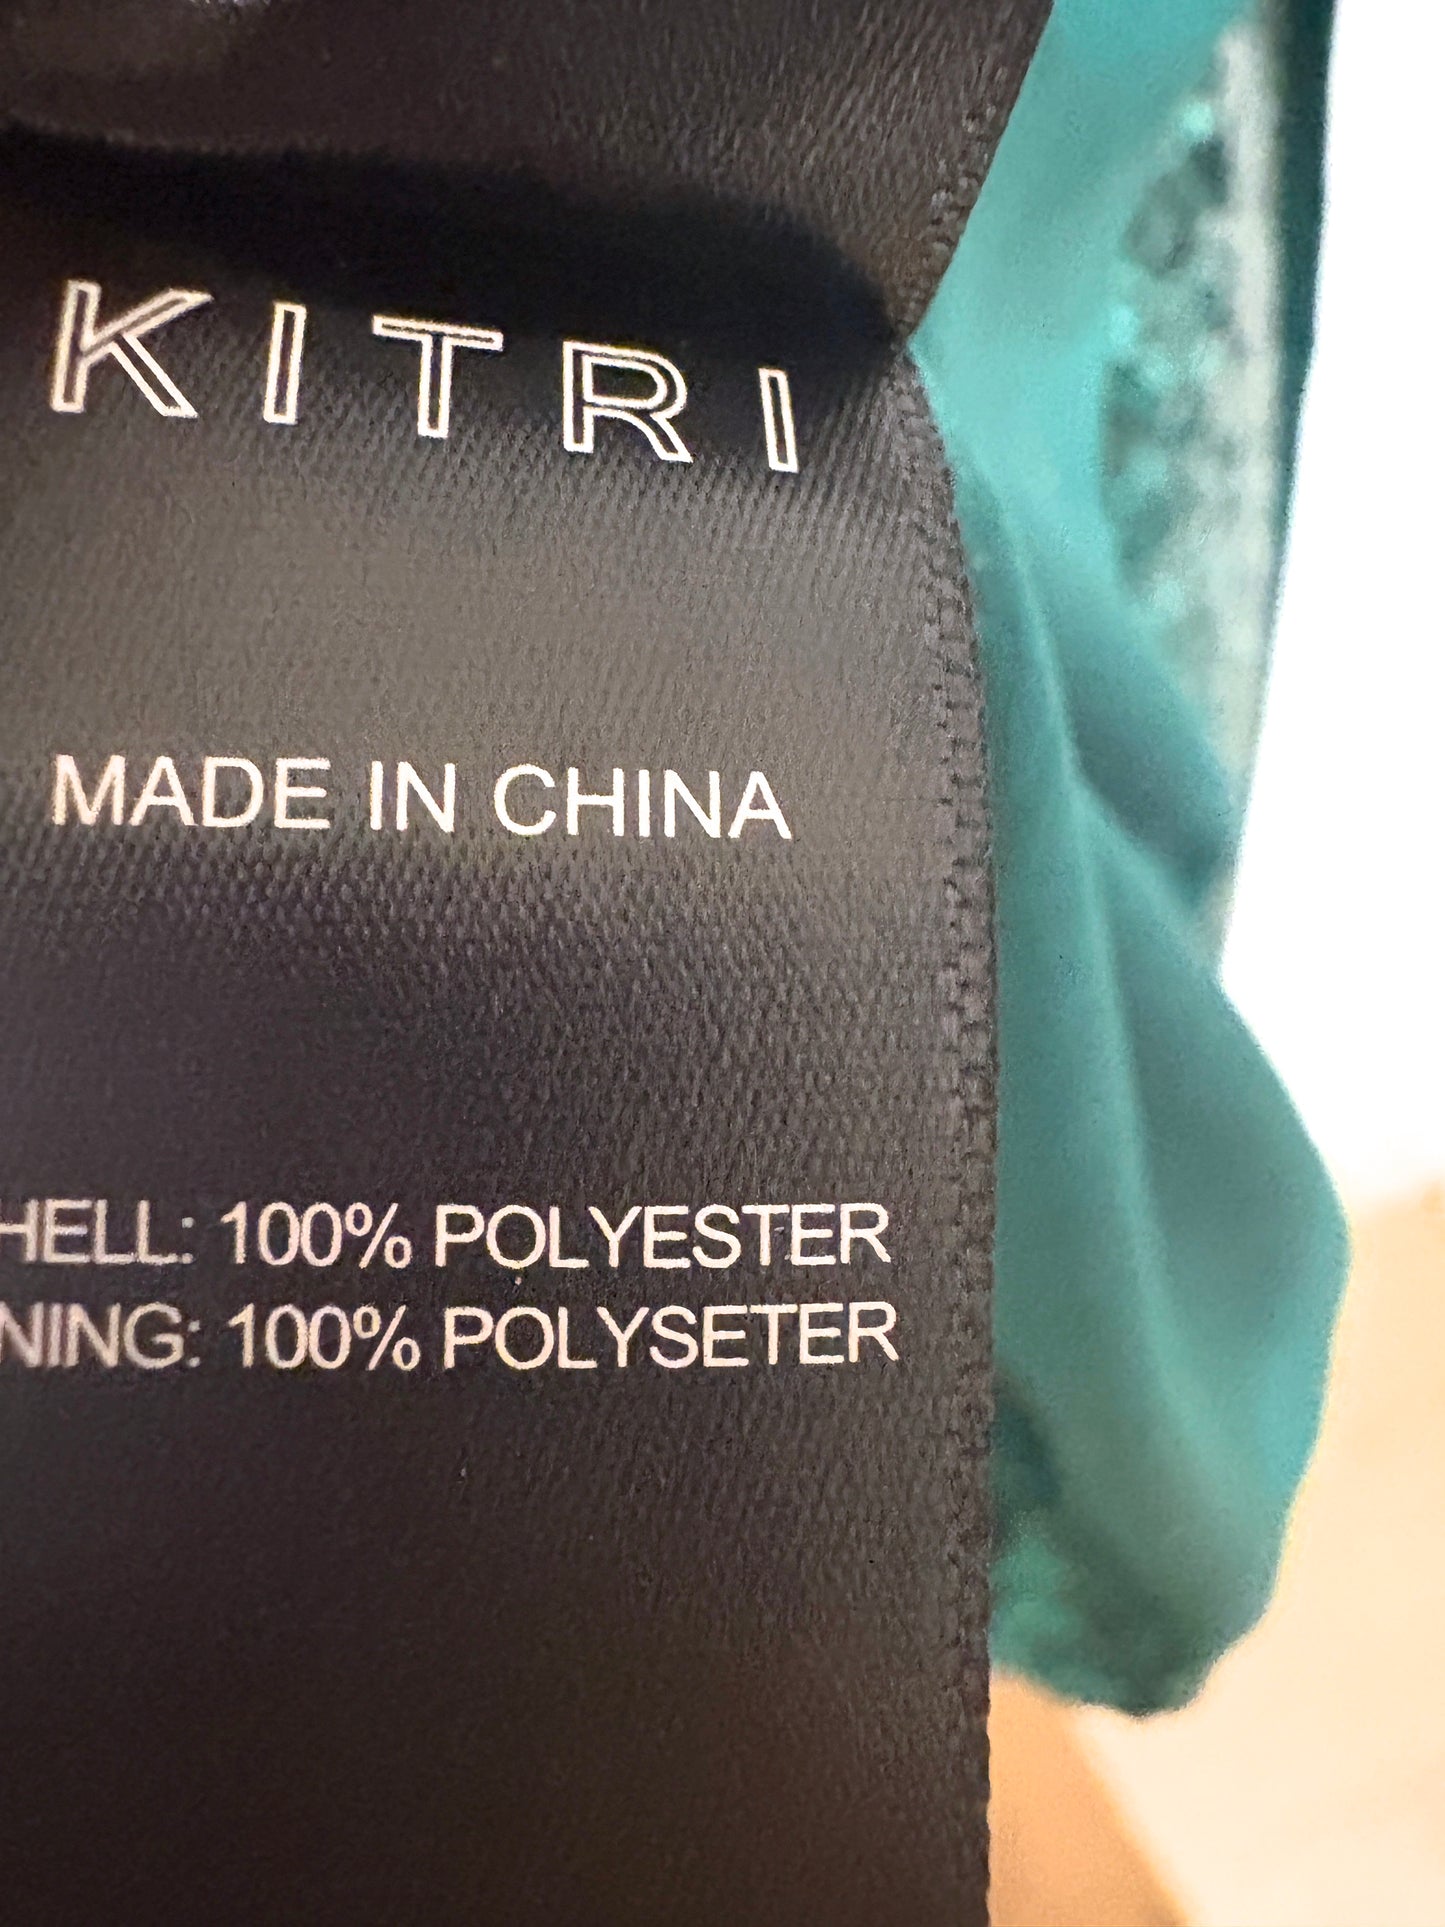 KITRI
MADE IN CHINA
HELL: 100% POLYESTER
NING: 100% POLYSETER